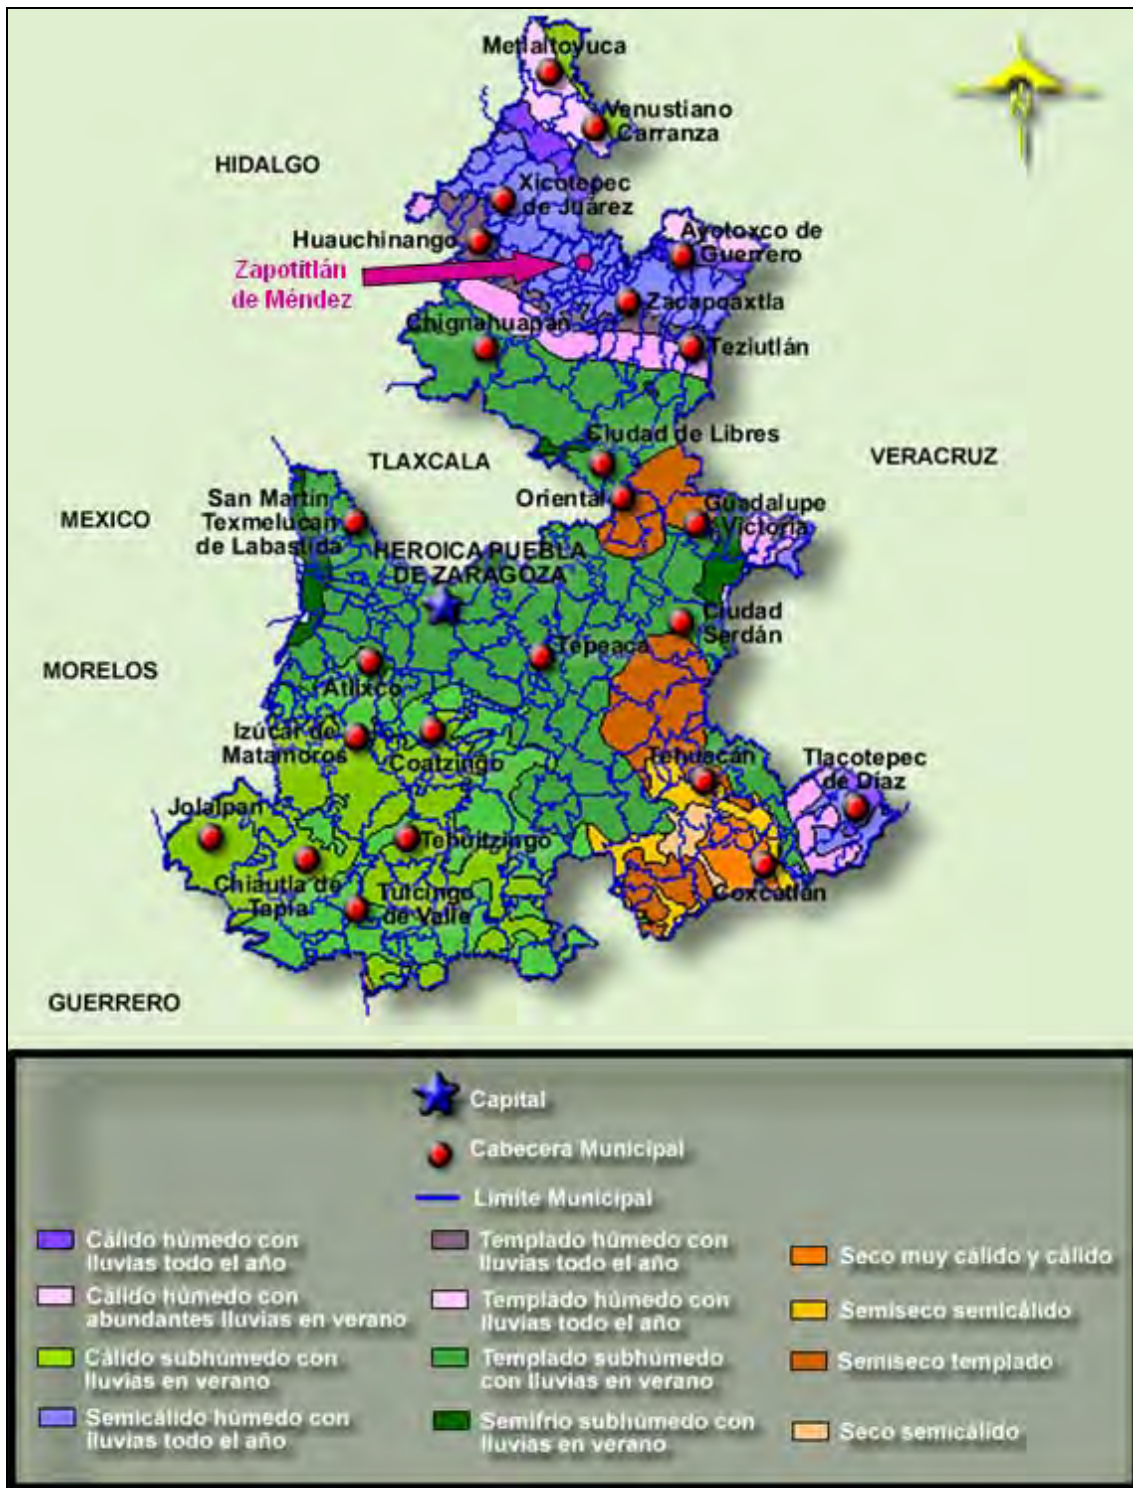 Metlaltoyuca
Venustiano
Carranza
HIDALGO
Xicotepec
de Juárez
Huauchinango
Ayotoxco de
Guerrero
Zapotitlán
de Méndez
Zacapoaxtla
Chignahuapan
Teziutlán
Ciudad de Libres
TLAXCALA
VERACRUZ
Oriental
San Martín
Texmelucan
de Labastida
Guadalupe
Victoria
MEXICO
HEROICA PUEBLA
DE ZARAGOZA
Ciudad
Serdán
Tepeaca
MORELOS
Atlixco
Izúcar de
Matamoros
Coatzingo
Tehuacán
Tlacotepec
de Díaz
Jolalpan
Tehuitzingo
Chiautla de
Tapia
Tulcingo
de Valle
Coxcatlán
GUERRERO
N
Capital
Cabecera Municipal
Limite Municipal
Cálido húmedo con
lluvias todo el año
Cálido húmedo con
abundantes lluvias en verano
Cálido subhúmedo con
lluvias en verano
Semicálido húmedo con
lluvias todo el año
Templado húmedo con
lluvias todo el año
Templado húmedo con
lluvias todo el año
Templado subhúmedo
con lluvias en verano
Semifrio subhúmedo con
lluvias en verano
Seco muy cálido y cálido
Semiseco semicálido
Semiseco templado
Seco semicálido